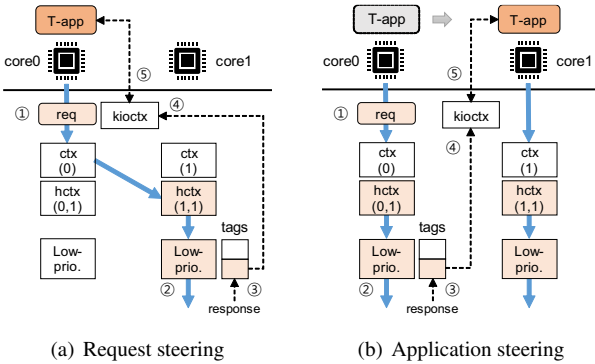 T-app
core0
core1
⑤
① req
kioctx
④
ctx
(0)
ctx
(1)
hctx
(0,1)
hctx
(1,1)
tags
Low-
prio.
Low-
prio.
②
③
response
(a) Request steering
T-app
T-app
core0
core1
⑤
① req
kioctx
④
ctx
(0)
ctx
(1)
hctx
(0,1)
hctx
(1,1)
tags
Low-
prio.
Low-
prio.
②
③
response
(b) Application steering